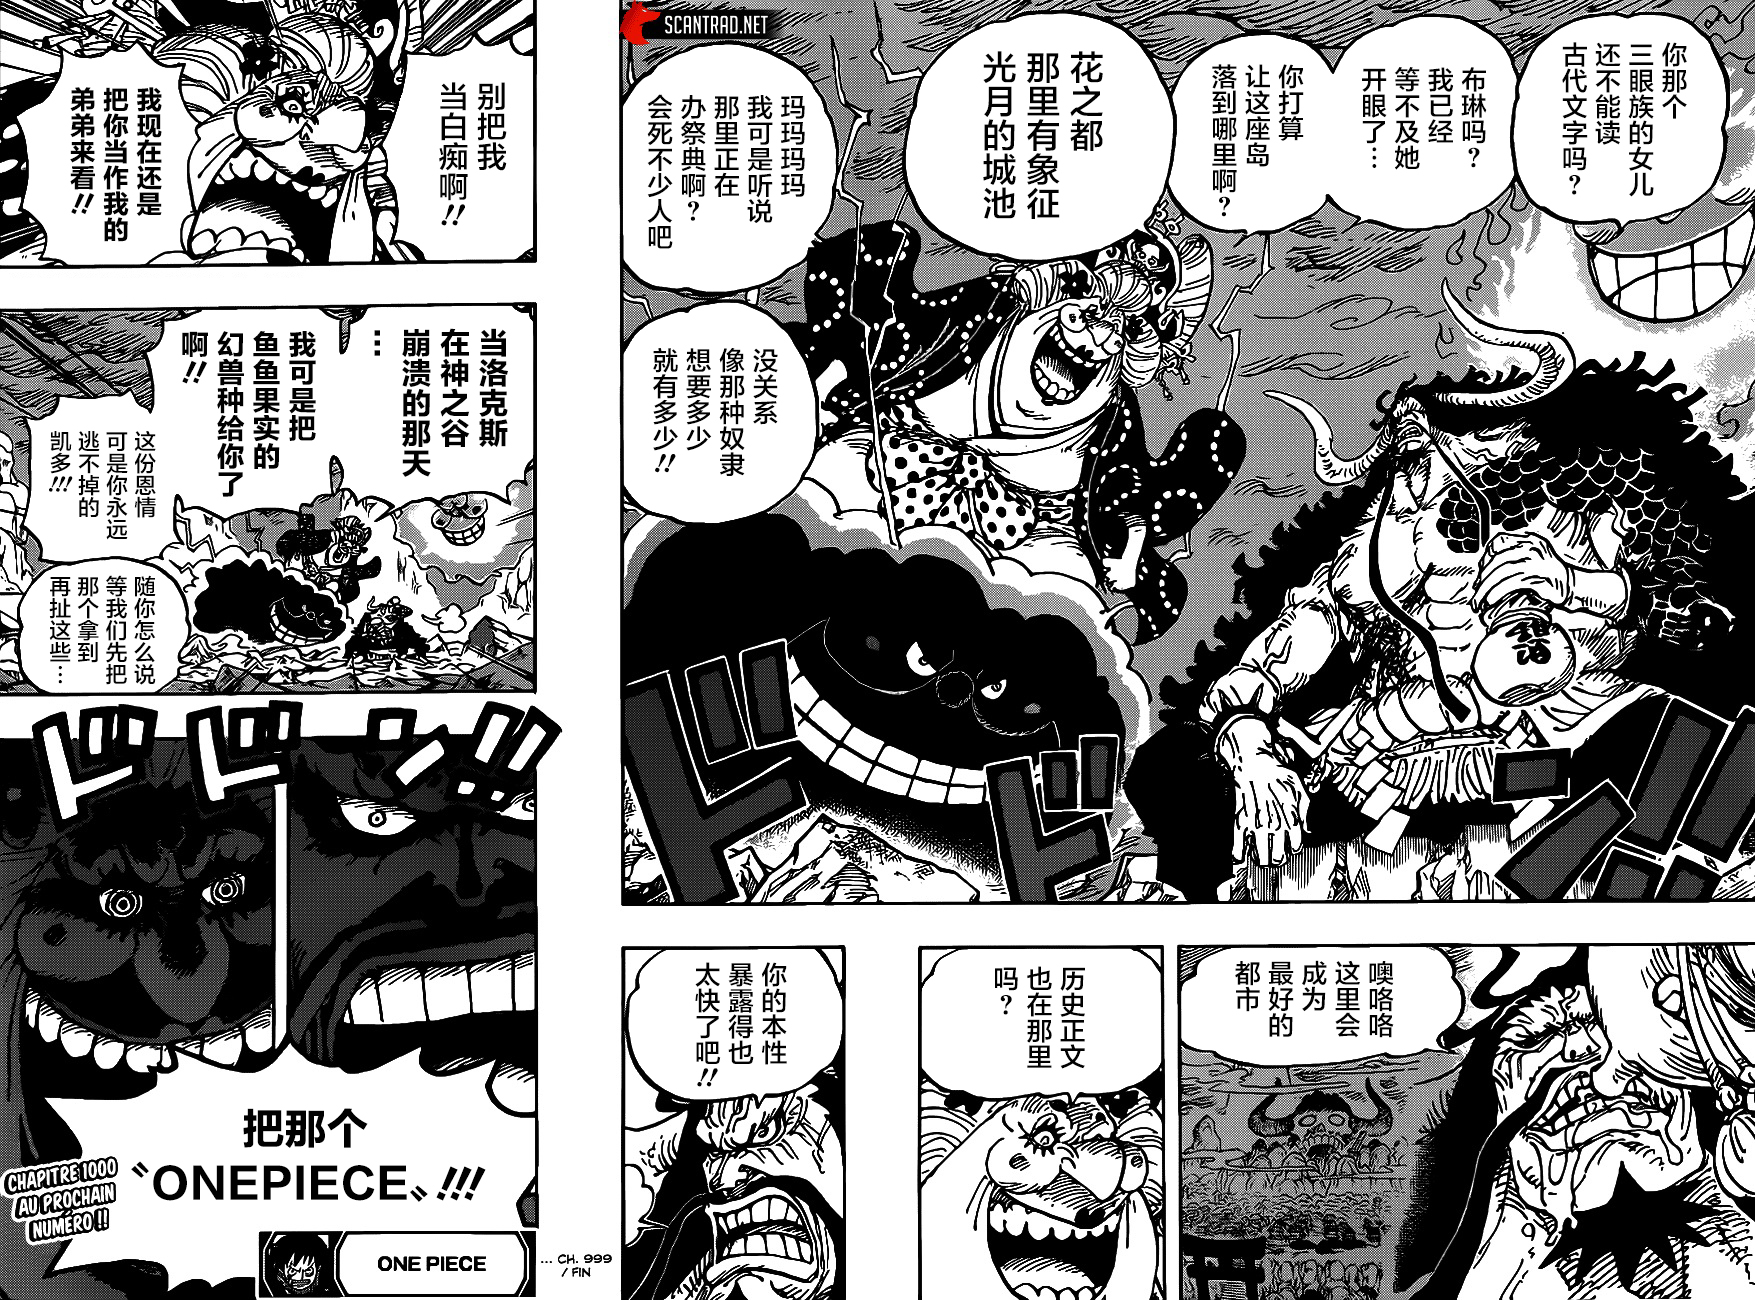 SCANTRAD.NET
你那个
三眼族的女儿
还不能读
古代文字吗?
布琳吗?
我已经
等不及她
开眼了…
你打算
让这座岛
落到哪里啊?
花之都
那里有象征
光月的城池
玛玛玛玛
我可是听说
那里正在
办祭典啊?
会死不少人吧
没关系
像那种奴隶
想要多少
就有多少!!
ドドドン!!
噢咯咯
这里会
成为
最好的
都市
历史正文
也在那里
吗?
你的本性
暴露得也
太快了吧!!
别把我
当白痴啊!!
我现在还是
把你当作我的
弟弟来看!!
当洛克斯
在神之谷
崩溃的那天
…
我可是把
鱼鱼果实的
幻兽种给你了
啊!!
这份恩情
可是你永远
逃不掉的
凯多!!!
随你怎么说
等我们先把
那个拿到
再扯这些…
ドドン!!
把那个
〝ONEPIECE〟!!!
CHAPITRE 1000
AU PROCHAIN
NUMÉRO !!
ONE PIECE
... CH. 999
/ FIN